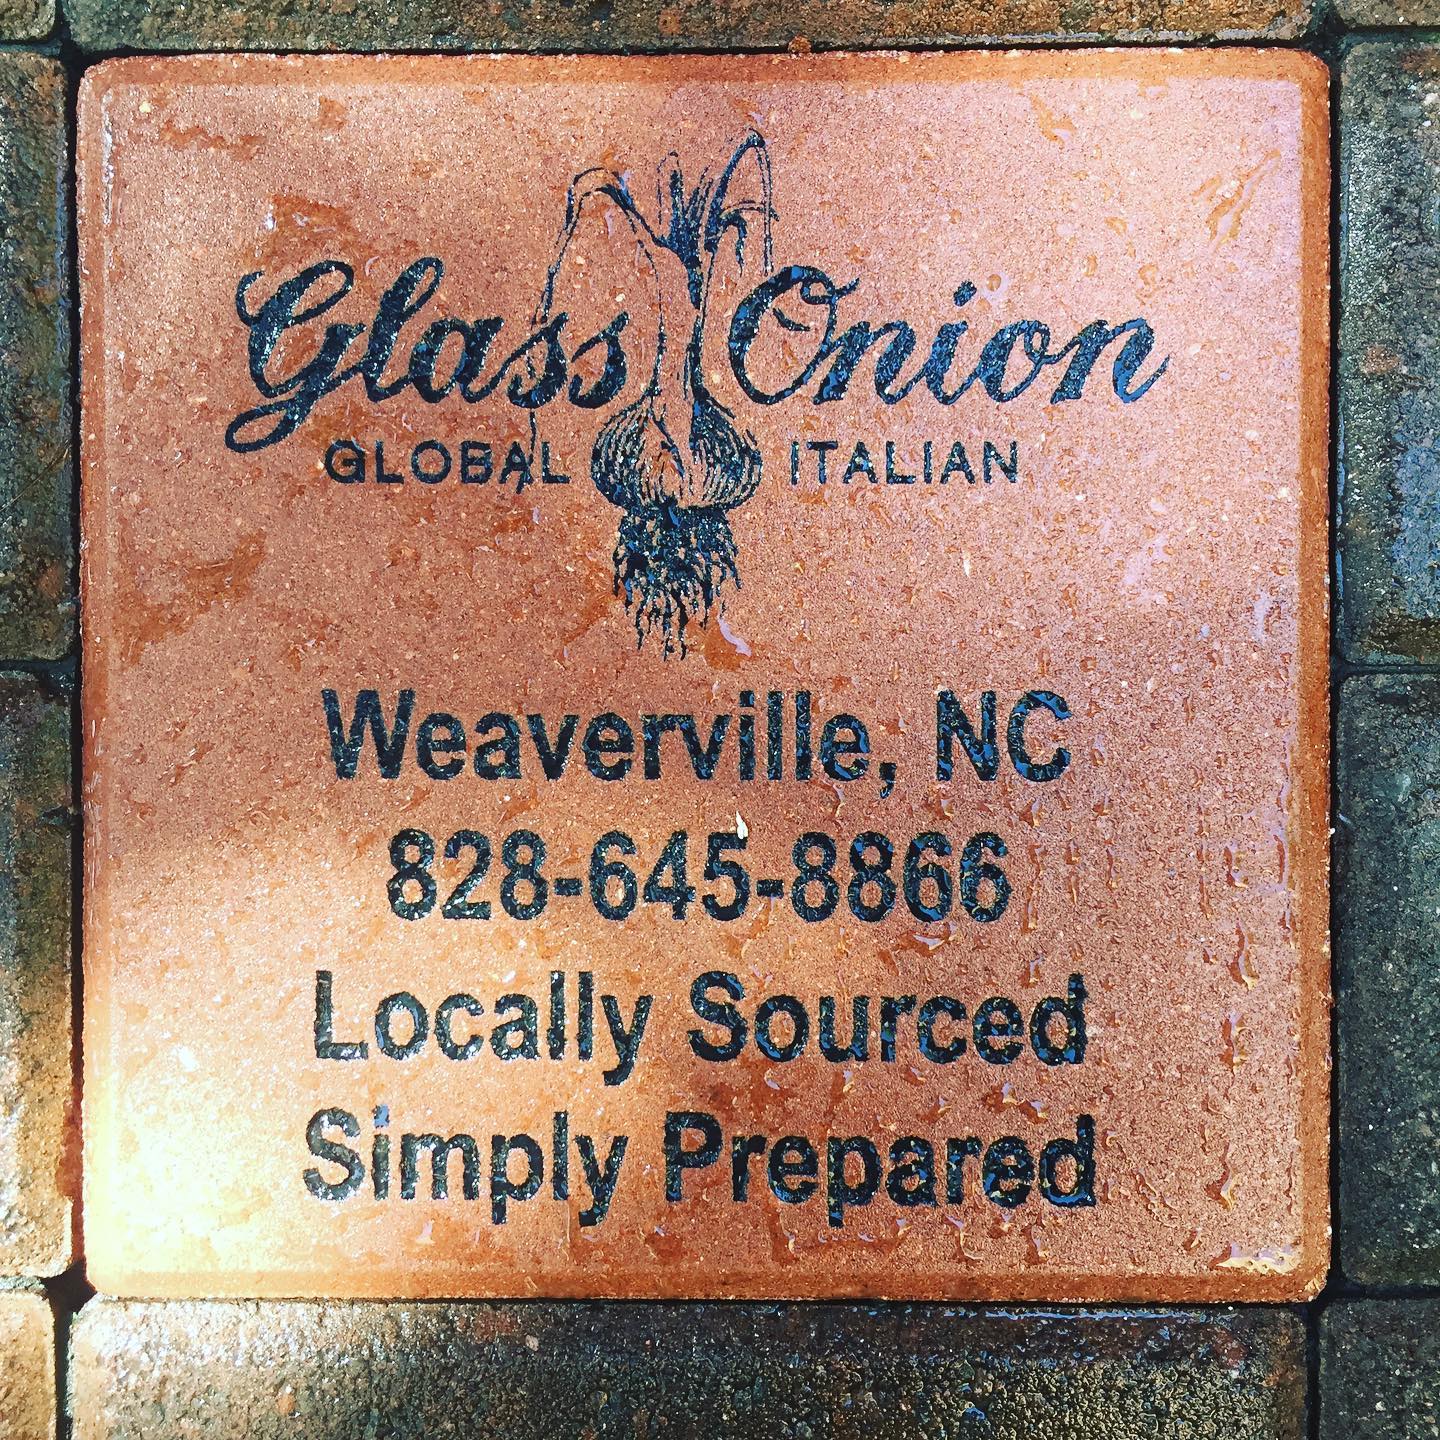 Glass Onion
GLOBAL ITALIAN
Weaverville, NC
828-645-8866
Locally Sourced
Simply Prepared